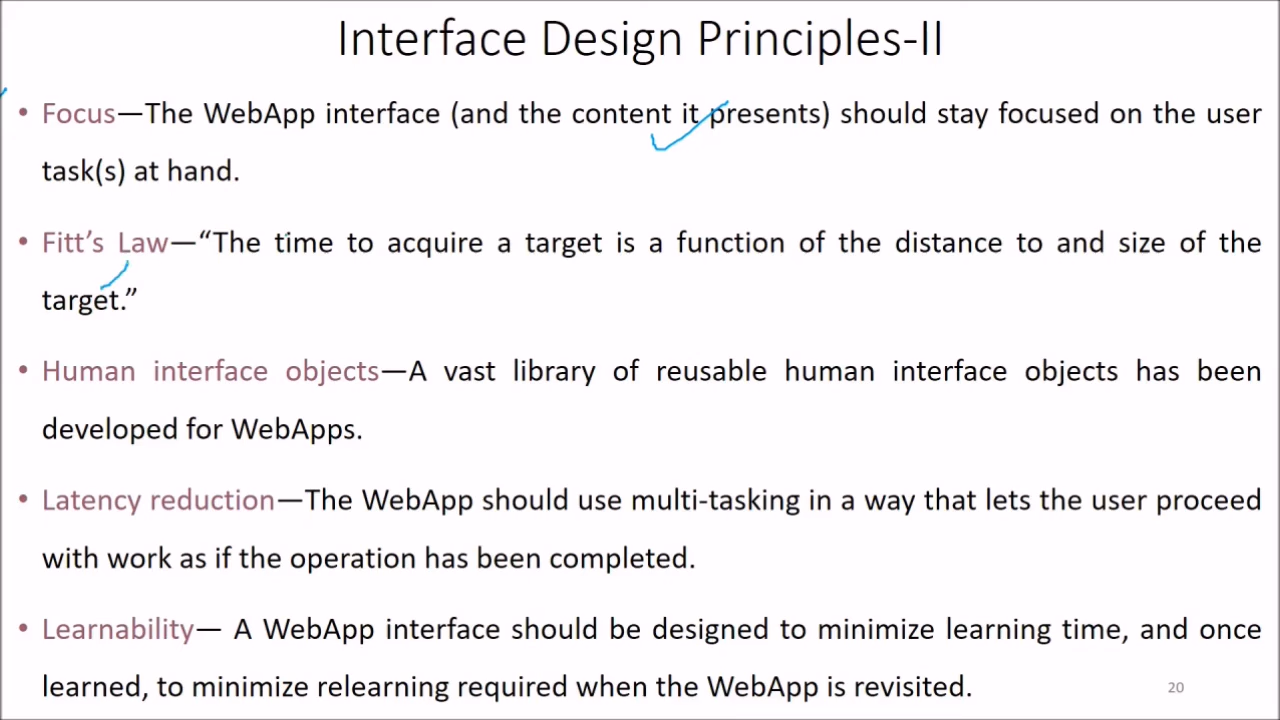 Interface Design Principles-II
• Focus—The WebApp interface (and the content it presents) should stay focused on the user
task(s) at hand.
• Fitt’s Law—“The time to acquire a target is a function of the distance to and size of the
target.”
• Human interface objects—A vast library of reusable human interface objects has been
developed for WebApps.
• Latency reduction—The WebApp should use multi-tasking in a way that lets the user proceed
with work as if the operation has been completed.
• Learnability— A WebApp interface should be designed to minimize learning time, and once
learned, to minimize relearning required when the WebApp is revisited.
20